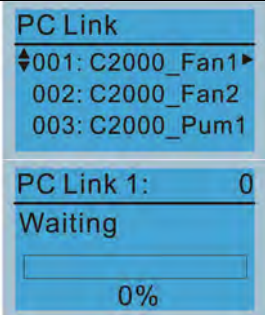 PC Link
001: C2000_Fan1
002: C2000_Fan2
003: C2000_Pum1
PC Link 1: 0
Waiting
0%